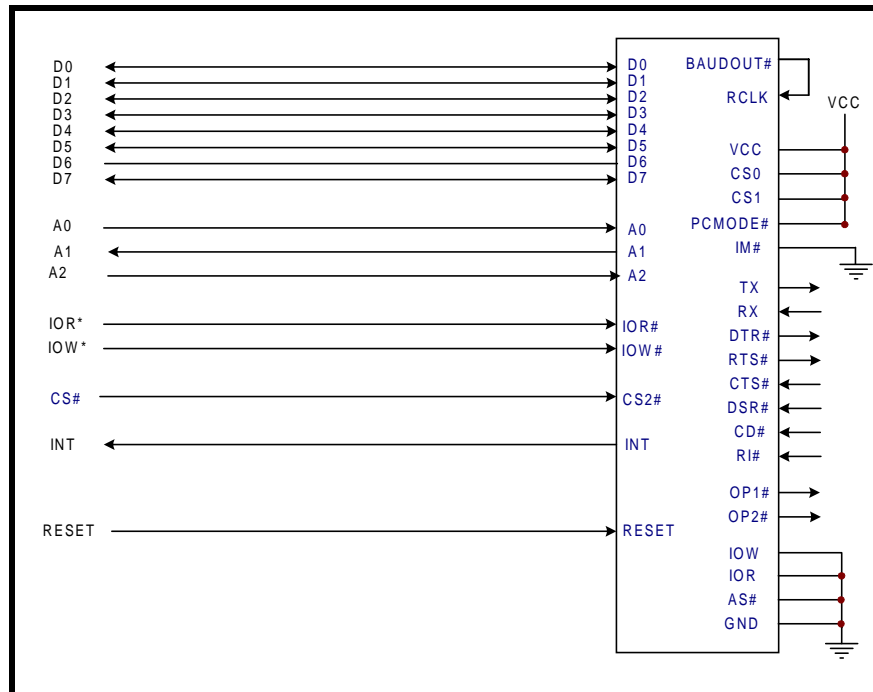 D0 D0 BAUDOUT#
D1 D1
D2 D2 RCLK
D3 D3 VCC
D4 D4
D5 D5 VCC
D6 D6
D7 D7 CS0
CS1
A0 A0 PCMODE#
A1 A1 IM#
A2 A2
TX
RX
IOR* IOR# DTR#
IOW* IOW# RTS#
CTS#
CS# CS2# DSR#
CD#
INT INT RI#
OP1#
OP2#
RESET RESET
IOW
IOR
AS#
GND